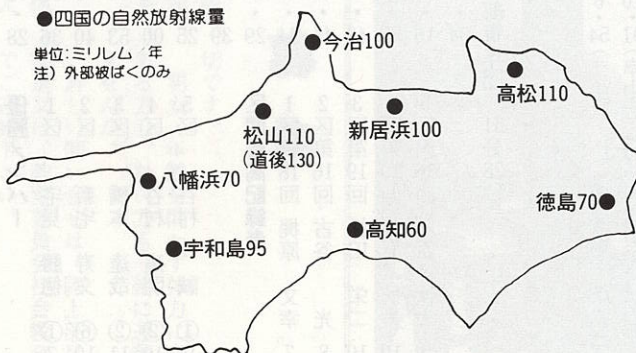 ●四国の自然放射線量
単位:ミリレム/年
注）外部被ばくのみ
●今治100
●高松110
●松山110
(道後130)
●新居浜100
●八幡浜70
徳島70●
●高知60
●宇和島95